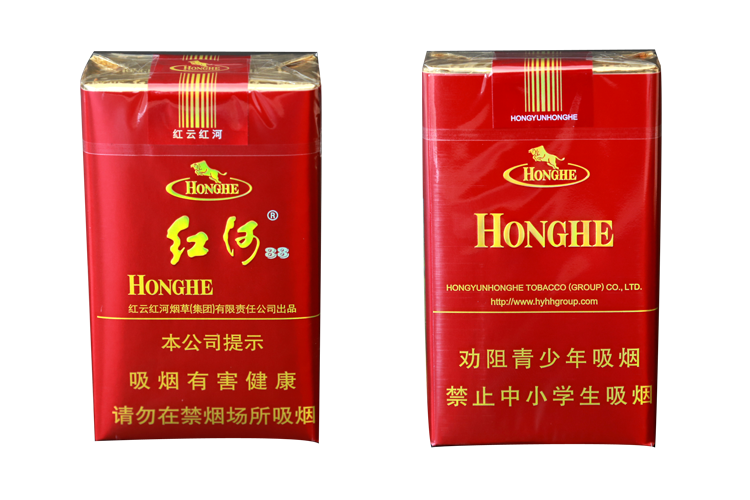 HONGHE
红云红河
HONGHE
红河®
88
HONGHE
红云红河烟草(集团)有限责任公司出品
本公司提示
吸烟有害健康
请勿在禁烟场所吸烟
HONGHE
HONGYUNHONGHE
HONGHE
HONGHE
HONGYUNHONGHE TOBACCO (GROUP) CO., LTD.
http://www.hyhhgroup.com
劝阻青少年吸烟
禁止中小学生吸烟